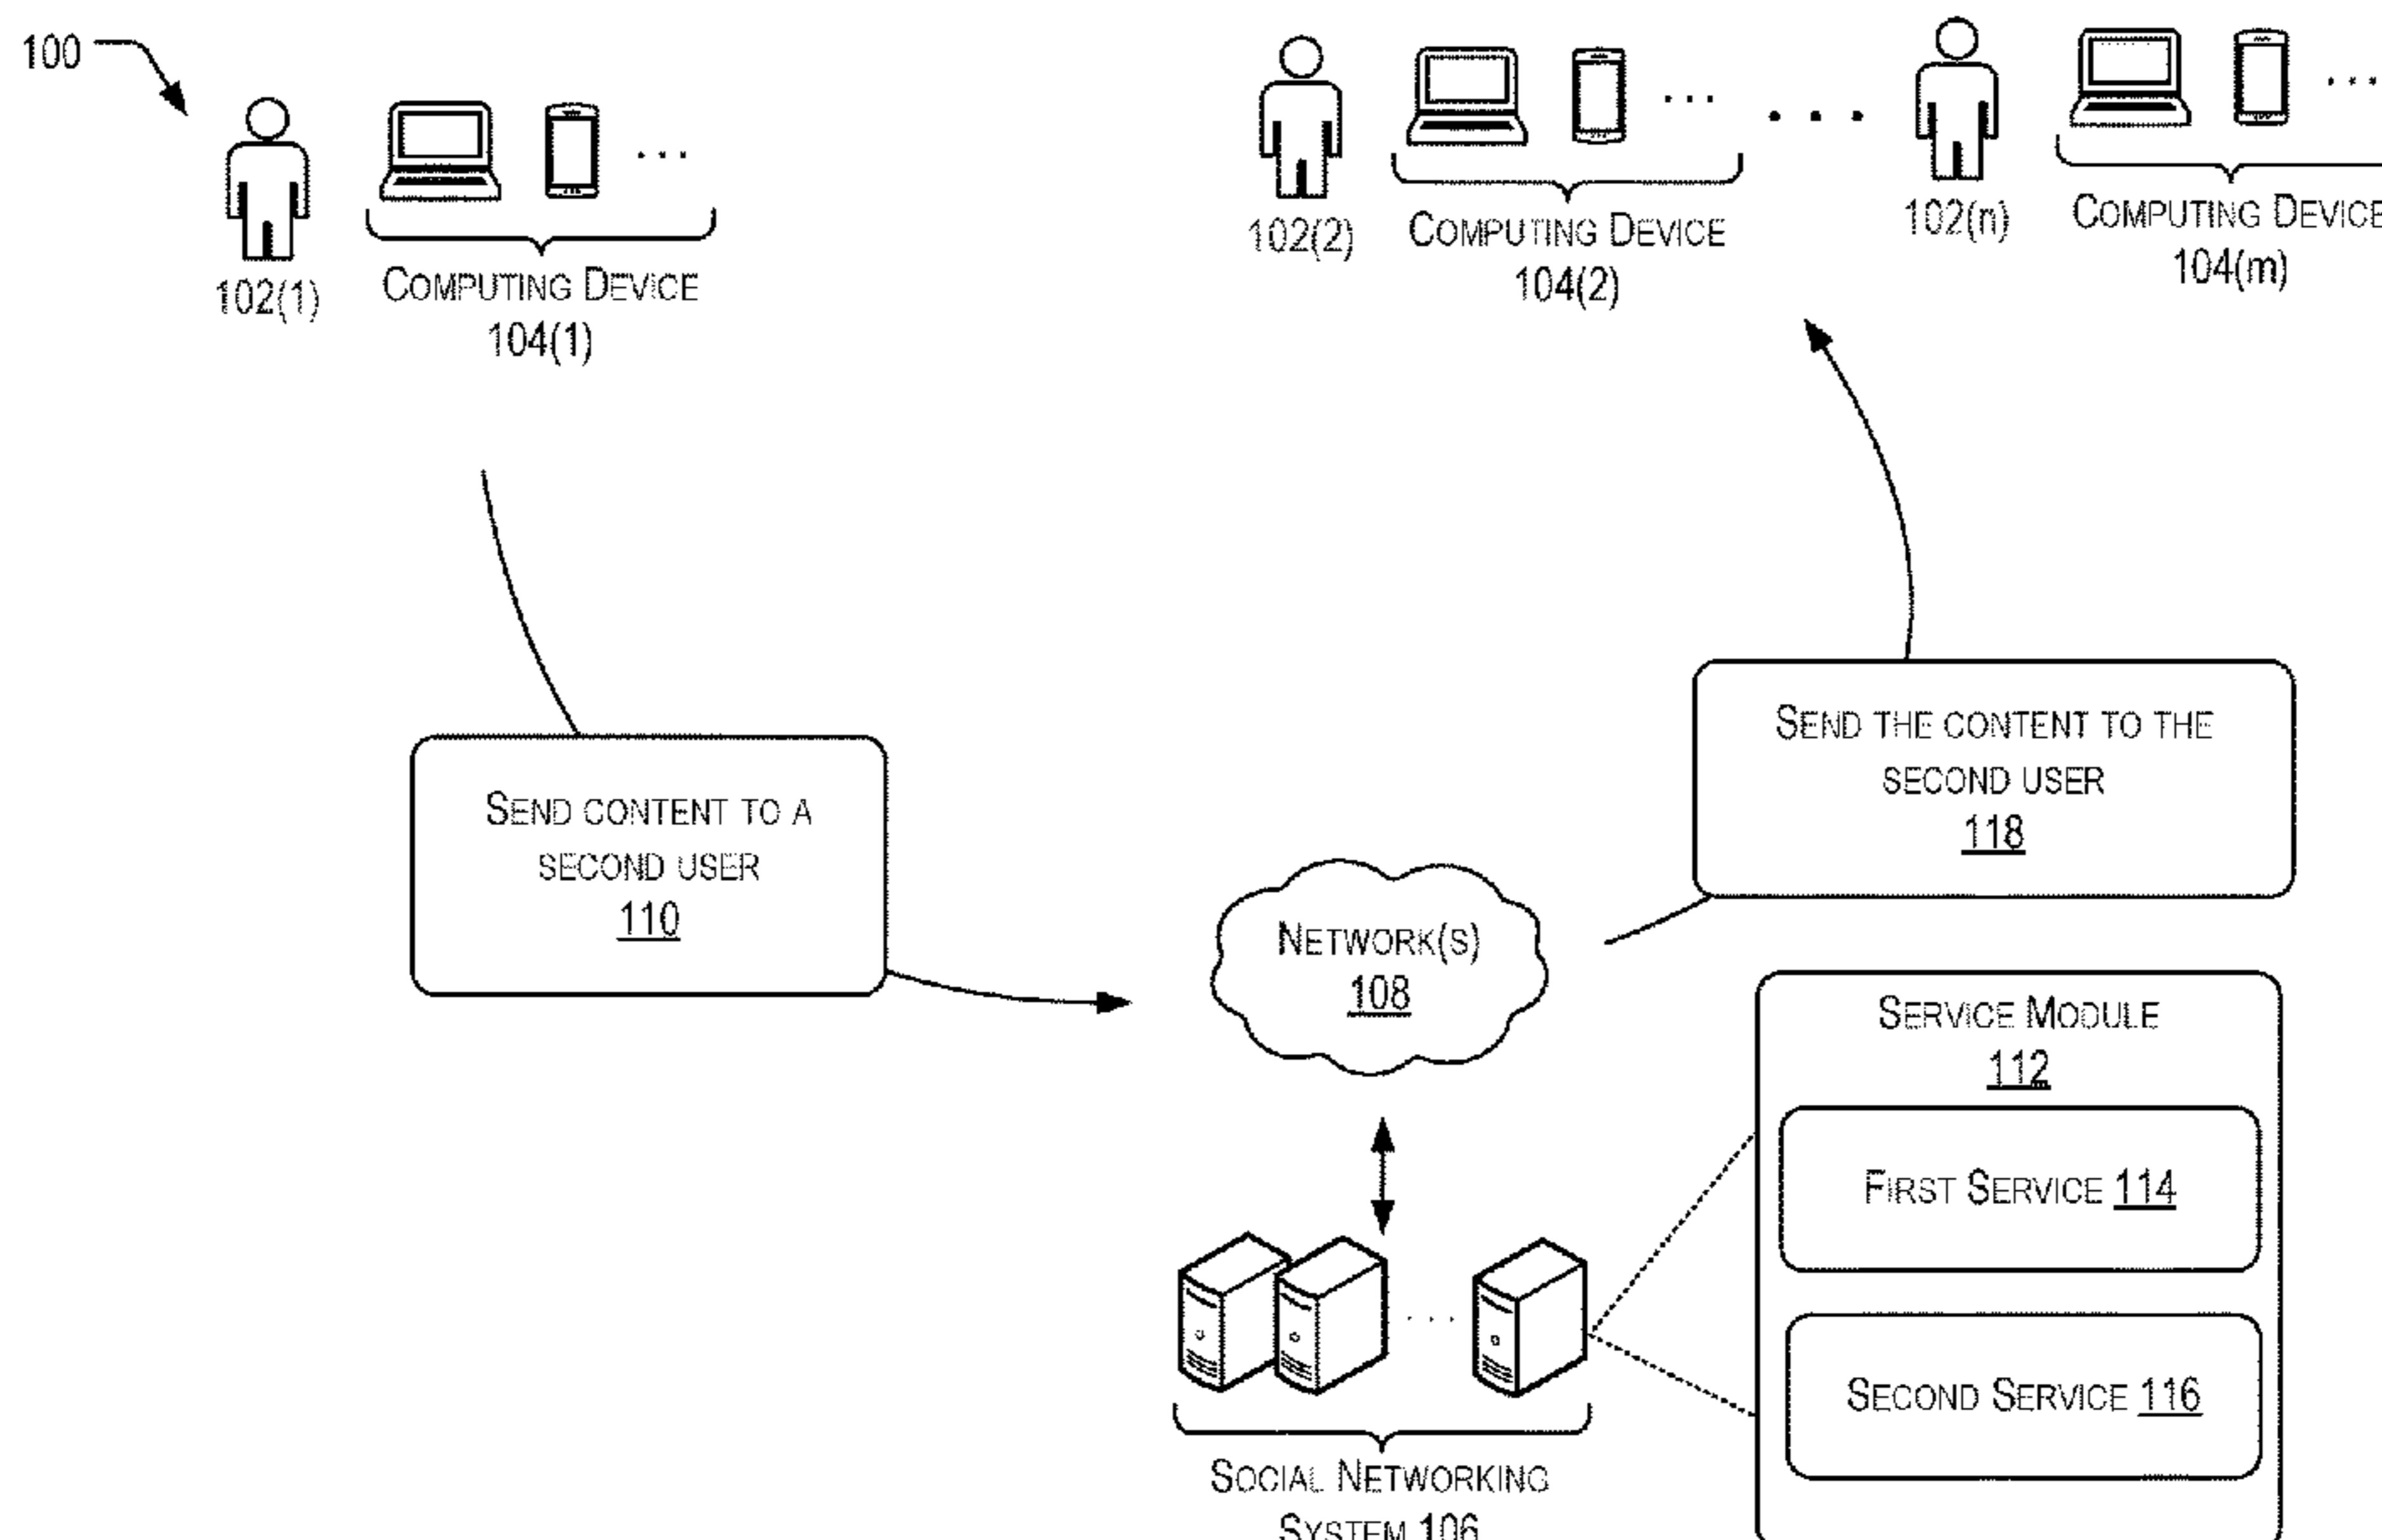 100
102(1)
COMPUTING DEVICE
104(1)
102(2)
COMPUTING DEVICE
104(2)
102(n)
COMPUTING DEVICE
104(m)
SEND CONTENT TO A
SECOND USER
110
SEND THE CONTENT TO THE
SECOND USER
118
NETWORK(S)
108
SERVICE MODULE
112
FIRST SERVICE 114
SECOND SERVICE 116
SOCIAL NETWORKING
SYSTEM 106